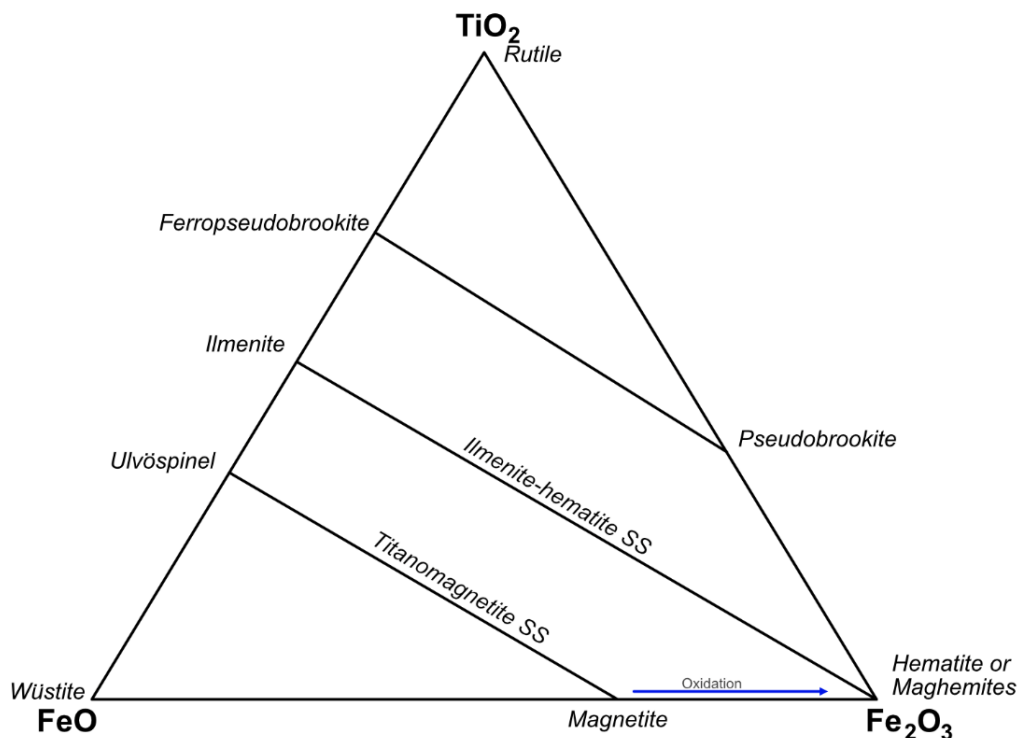 TiO₂
Rutile
Ferropseudobrookite
Ilmenite
Ulvöspinel
Pseudobrookite
Ilmenite-hematite SS
Titanomagnetite SS
Hematite or
Maghemites
Wüstite
Oxidation
FeO
Magnetite
Fe₂O₃